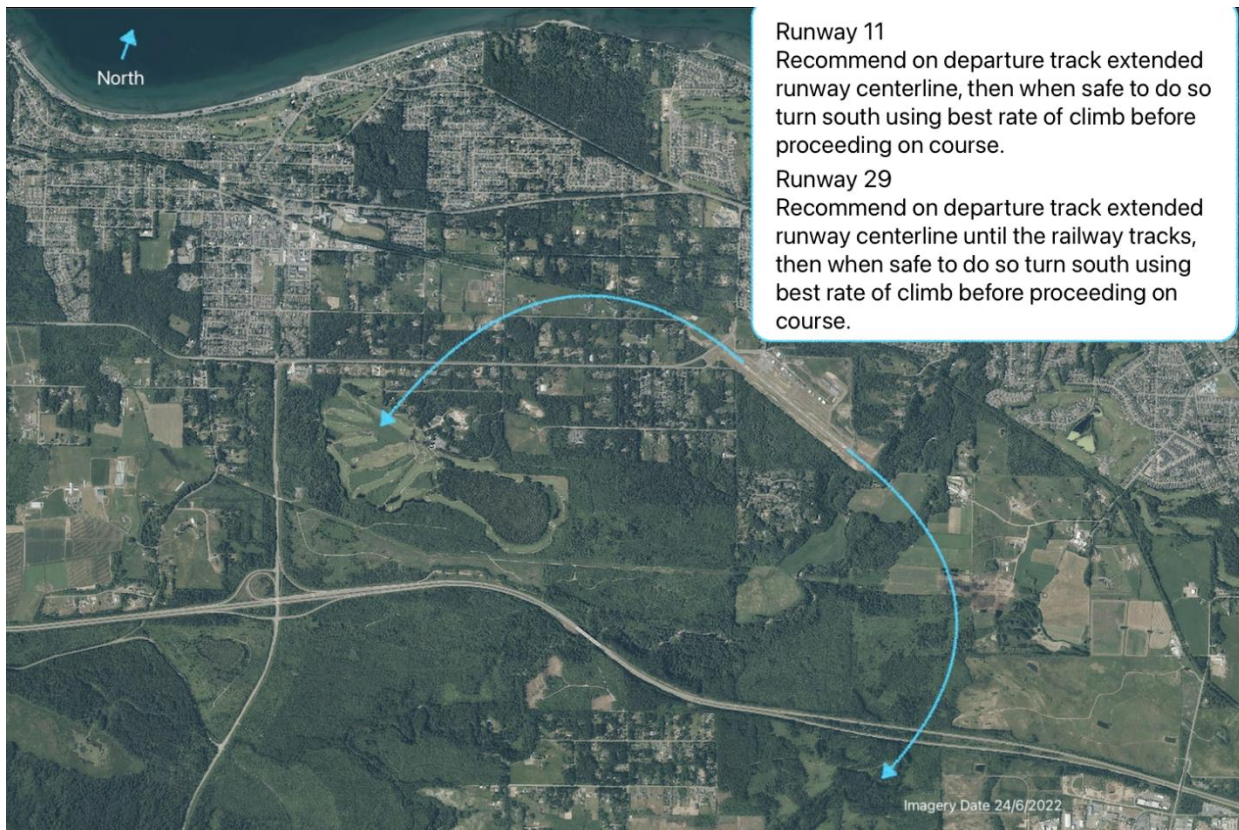 North
Runway 11
Recommend on departure track extended
runway centerline, then when safe to do so
turn south using best rate of climb before
proceeding on course.
Runway 29
Recommend on departure track extended
runway centerline until the railway tracks,
then when safe to do so turn south using
best rate of climb before proceeding on
course.
Imagery Date 24/6/2022